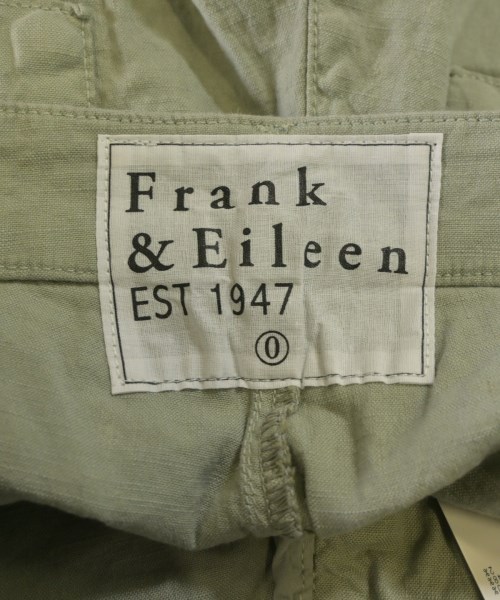 Frank
& Eileen
EST 1947
0